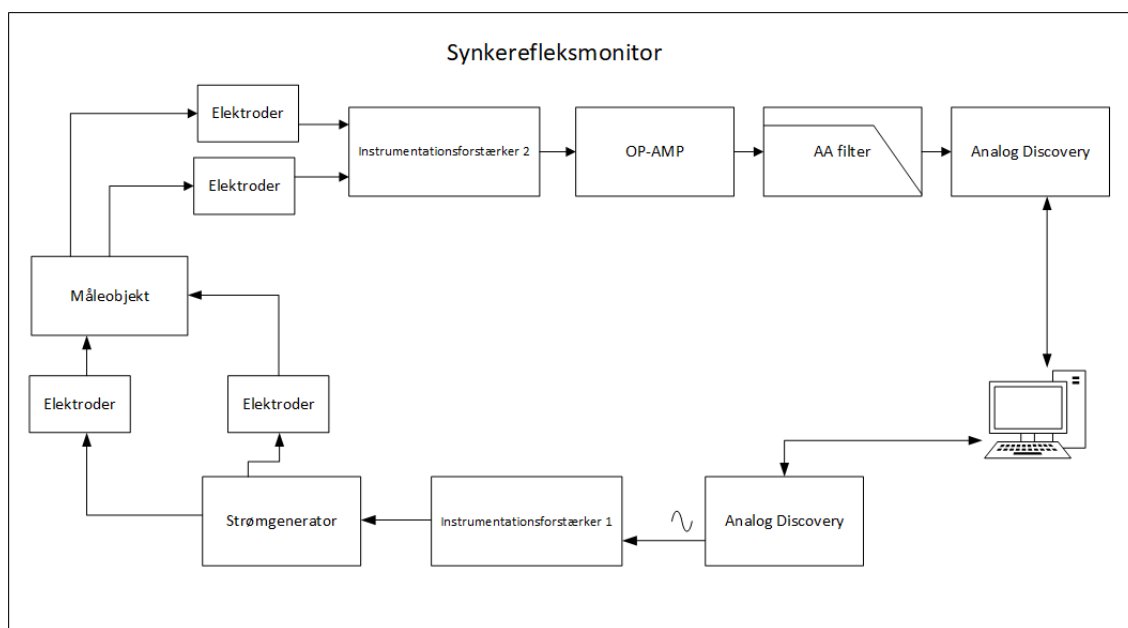 Synkerefleksmonitor
Elektroder
Instrumentationsforstærker 2
OP-AMP
AA filter
Analog Discovery
Elektroder
Måleobjekt
Elektroder
Elektroder
Strømgenerator
Instrumentationsforstærker 1
Analog Discovery